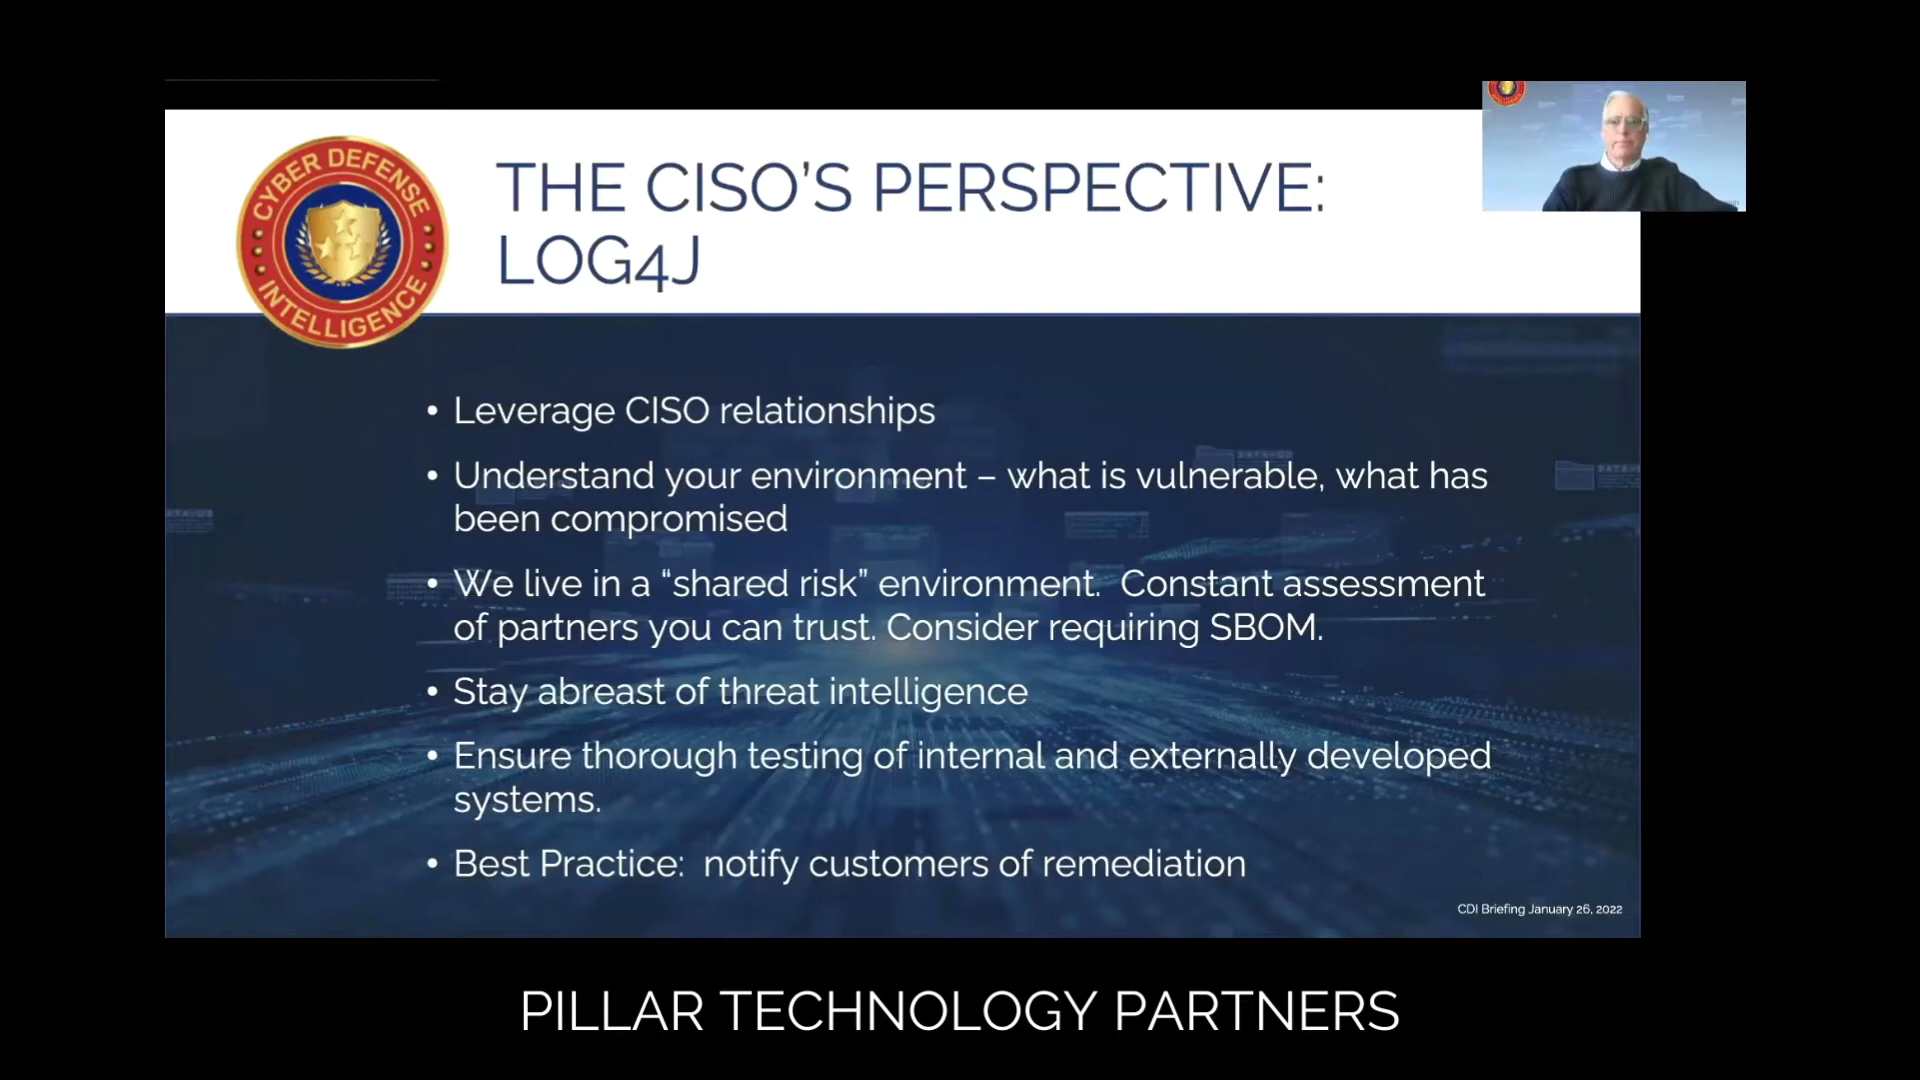 CYBER DEFENSE
INTELLIGENCE
THE CISO'S PERSPECTIVE:
LOG4J
• Leverage CISO relationships
• Understand your environment – what is vulnerable, what has
been compromised
• We live in a “shared risk” environment.  Constant assessment
of partners you can trust. Consider requiring SBOM.
• Stay abreast of threat intelligence
• Ensure thorough testing of internal and externally developed
systems.
• Best Practice:  notify customers of remediation
CDI Briefing January 26, 2022
PILLAR TECHNOLOGY PARTNERS